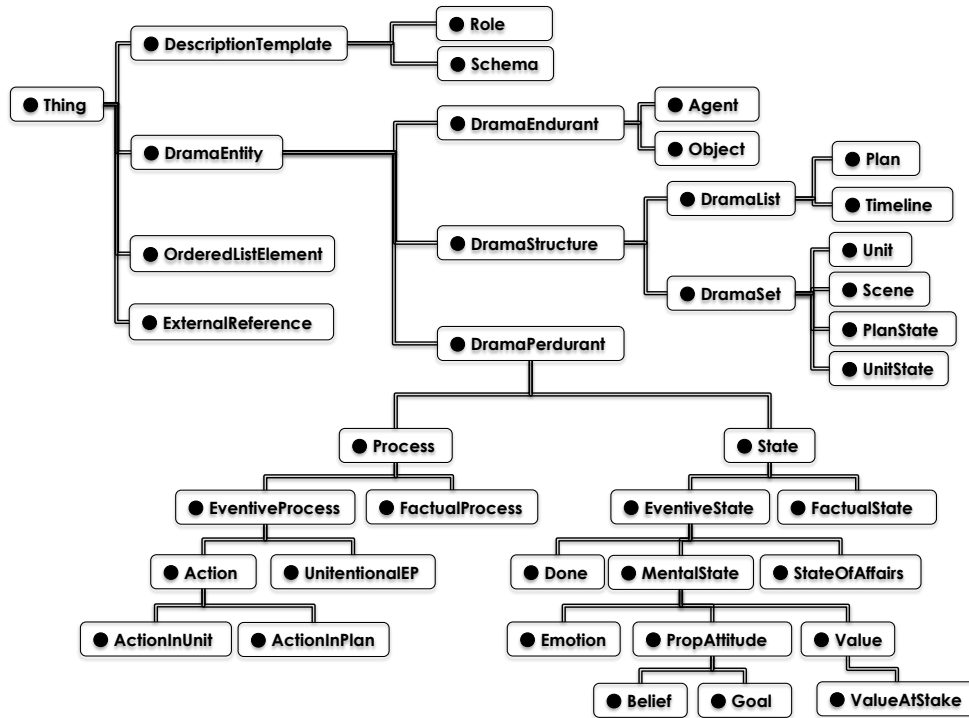 Role
DescriptionTemplate
Schema
Thing
Agent
DramaEndurant
DramaEntity
Object
Plan
DramaList
Timeline
DramaStructure
OrderedListElement
Unit
DramaSet
Scene
ExternalReference
PlanState
DramaPerdurant
UnitState
Process
State
EventiveProcess
FactualProcess
EventiveState
FactualState
Action
UnitentionalEP
Done
MentalState
StateOfAffairs
ActionInUnit
ActionInPlan
Emotion
PropAttitude
Value
Belief
Goal
ValueAtStake